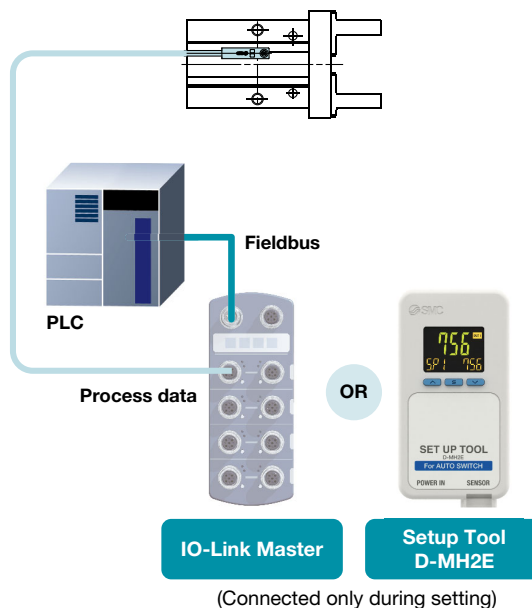 Fieldbus
PLC
SMC
756
SP1 756
Process data
OR
SET UP TOOL
D-MH2E
For AUTO SWITCH
POWER IN SENSOR
IO-Link Master
Setup Tool
D-MH2E
(Connected only during setting)